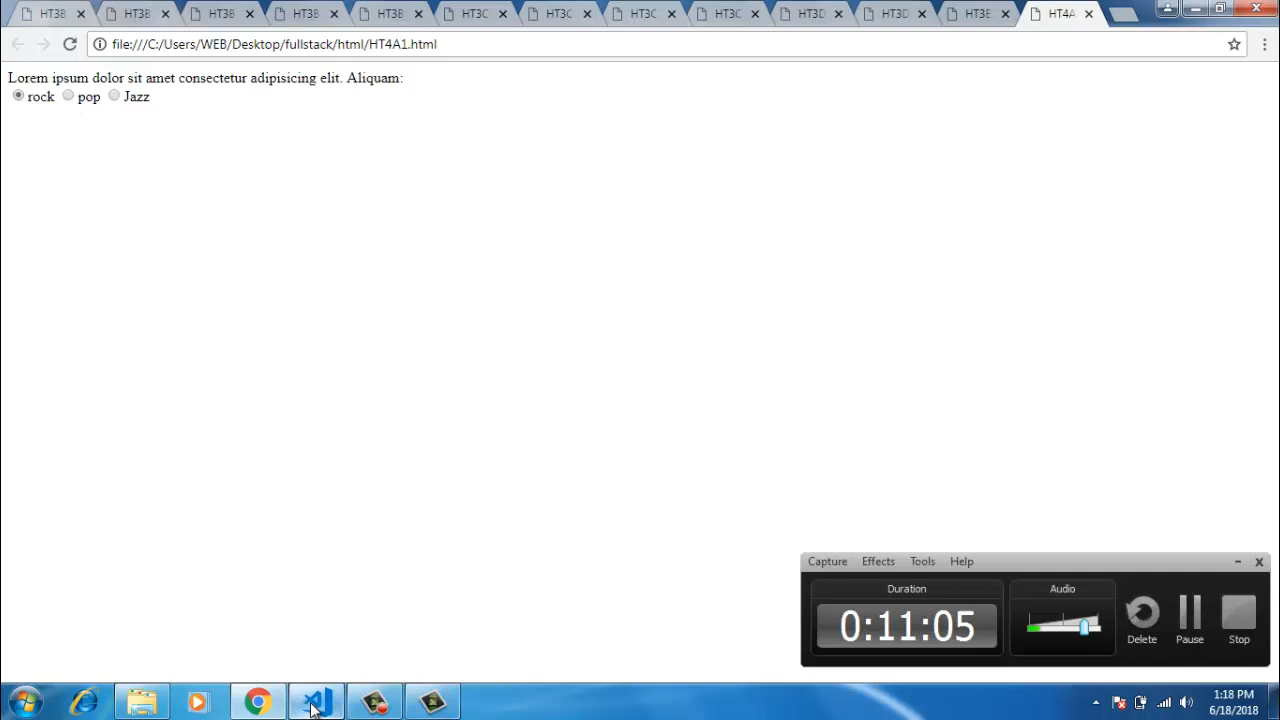 HT3B HT3B HT3B HT3B HT3B HT3C HT3C HT3C HT3C HT3D HT3D HT3E HT4A
file:///C:/Users/WEB/Desktop/fullstack/html/HT4A1.html
Lorem ipsum dolor sit amet consectetur adipisicing elit. Aliquam:
rock pop Jazz
Capture Effects Tools Help
Duration Audio
0:11:05
Delete Pause Stop
1:18 PM
6/18/2018